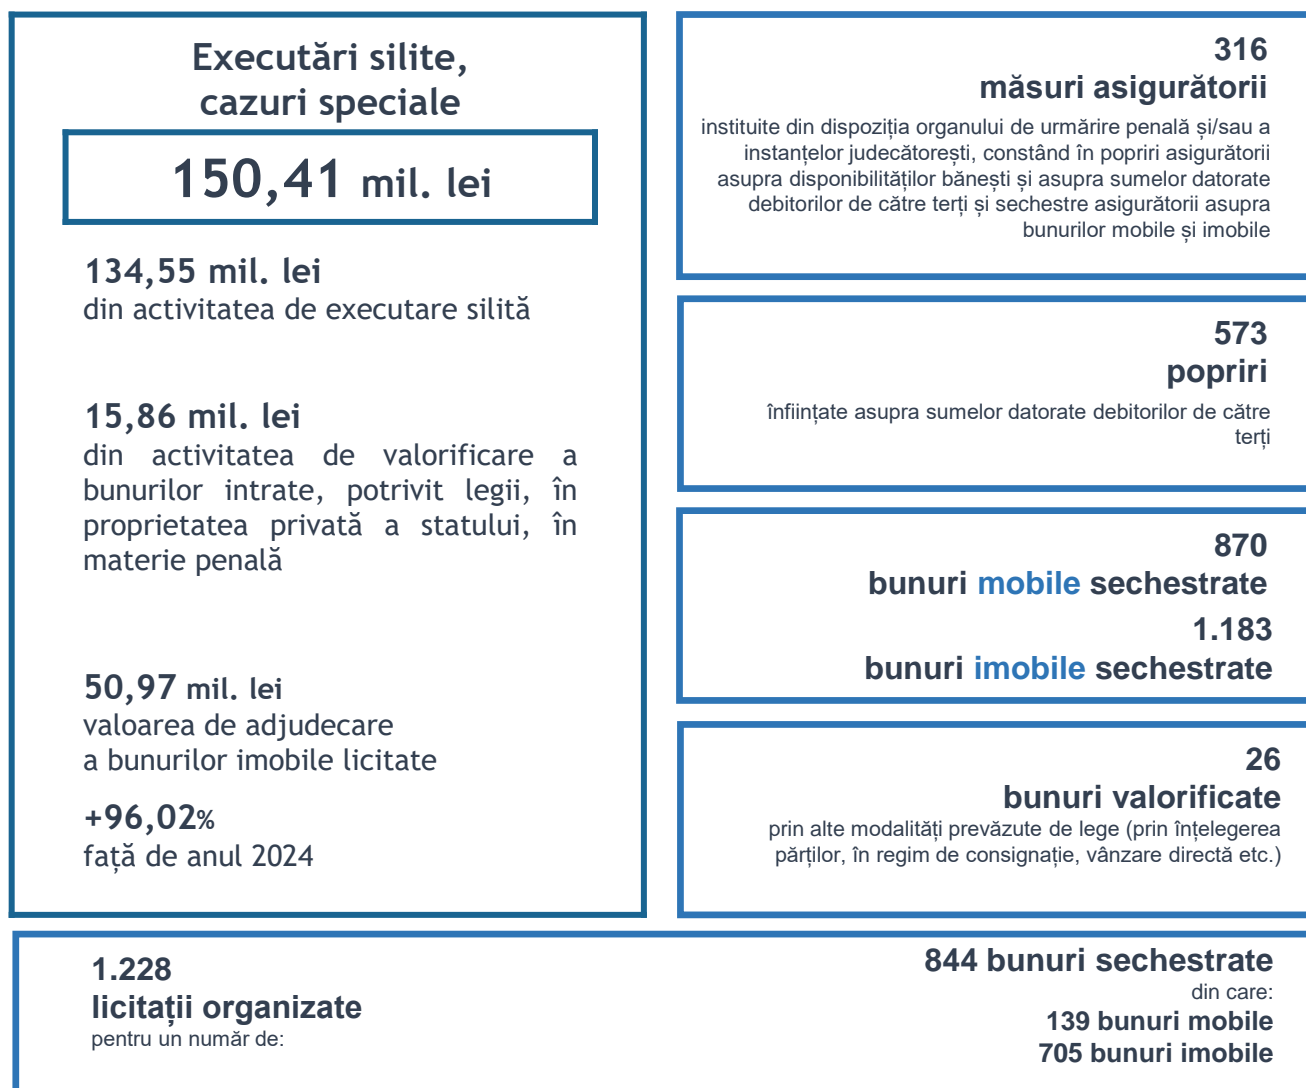 Executări silite,
cazuri speciale
150,41 mil. lei
134,55 mil. lei
din activitatea de executare silită
15,86 mil. lei
din activitatea de valorificare a
bunurilor intrate, potrivit legii, în
proprietatea privată a statului, în
materie penală
50,97 mil. lei
valoarea de adjudecare
a bunurilor imobile licitate
+96,02%
față de anul 2024
316
măsuri asigurătorii
instituite din dispoziția organului de urmărire penală și/sau a
instanțelor judecătorești, constând în popriri asigurătorii
asupra disponibilităților bănești și asupra sumelor datorate
debitorilor de către terți și sechestre asigurătorii asupra
bunurilor mobile și imobile
573
popriri
înființate asupra sumelor datorate debitorilor de către
terți
870
bunuri mobile sechestrate
1.183
bunuri imobile sechestrate
26
bunuri valorificate
prin alte modalități prevăzute de lege (prin înțelegerea
părților, în regim de consignație, vânzare directă etc.)
1.228
licitații organizate
pentru un număr de:
844 bunuri sechestrate
din care:
139 bunuri mobile
705 bunuri imobile